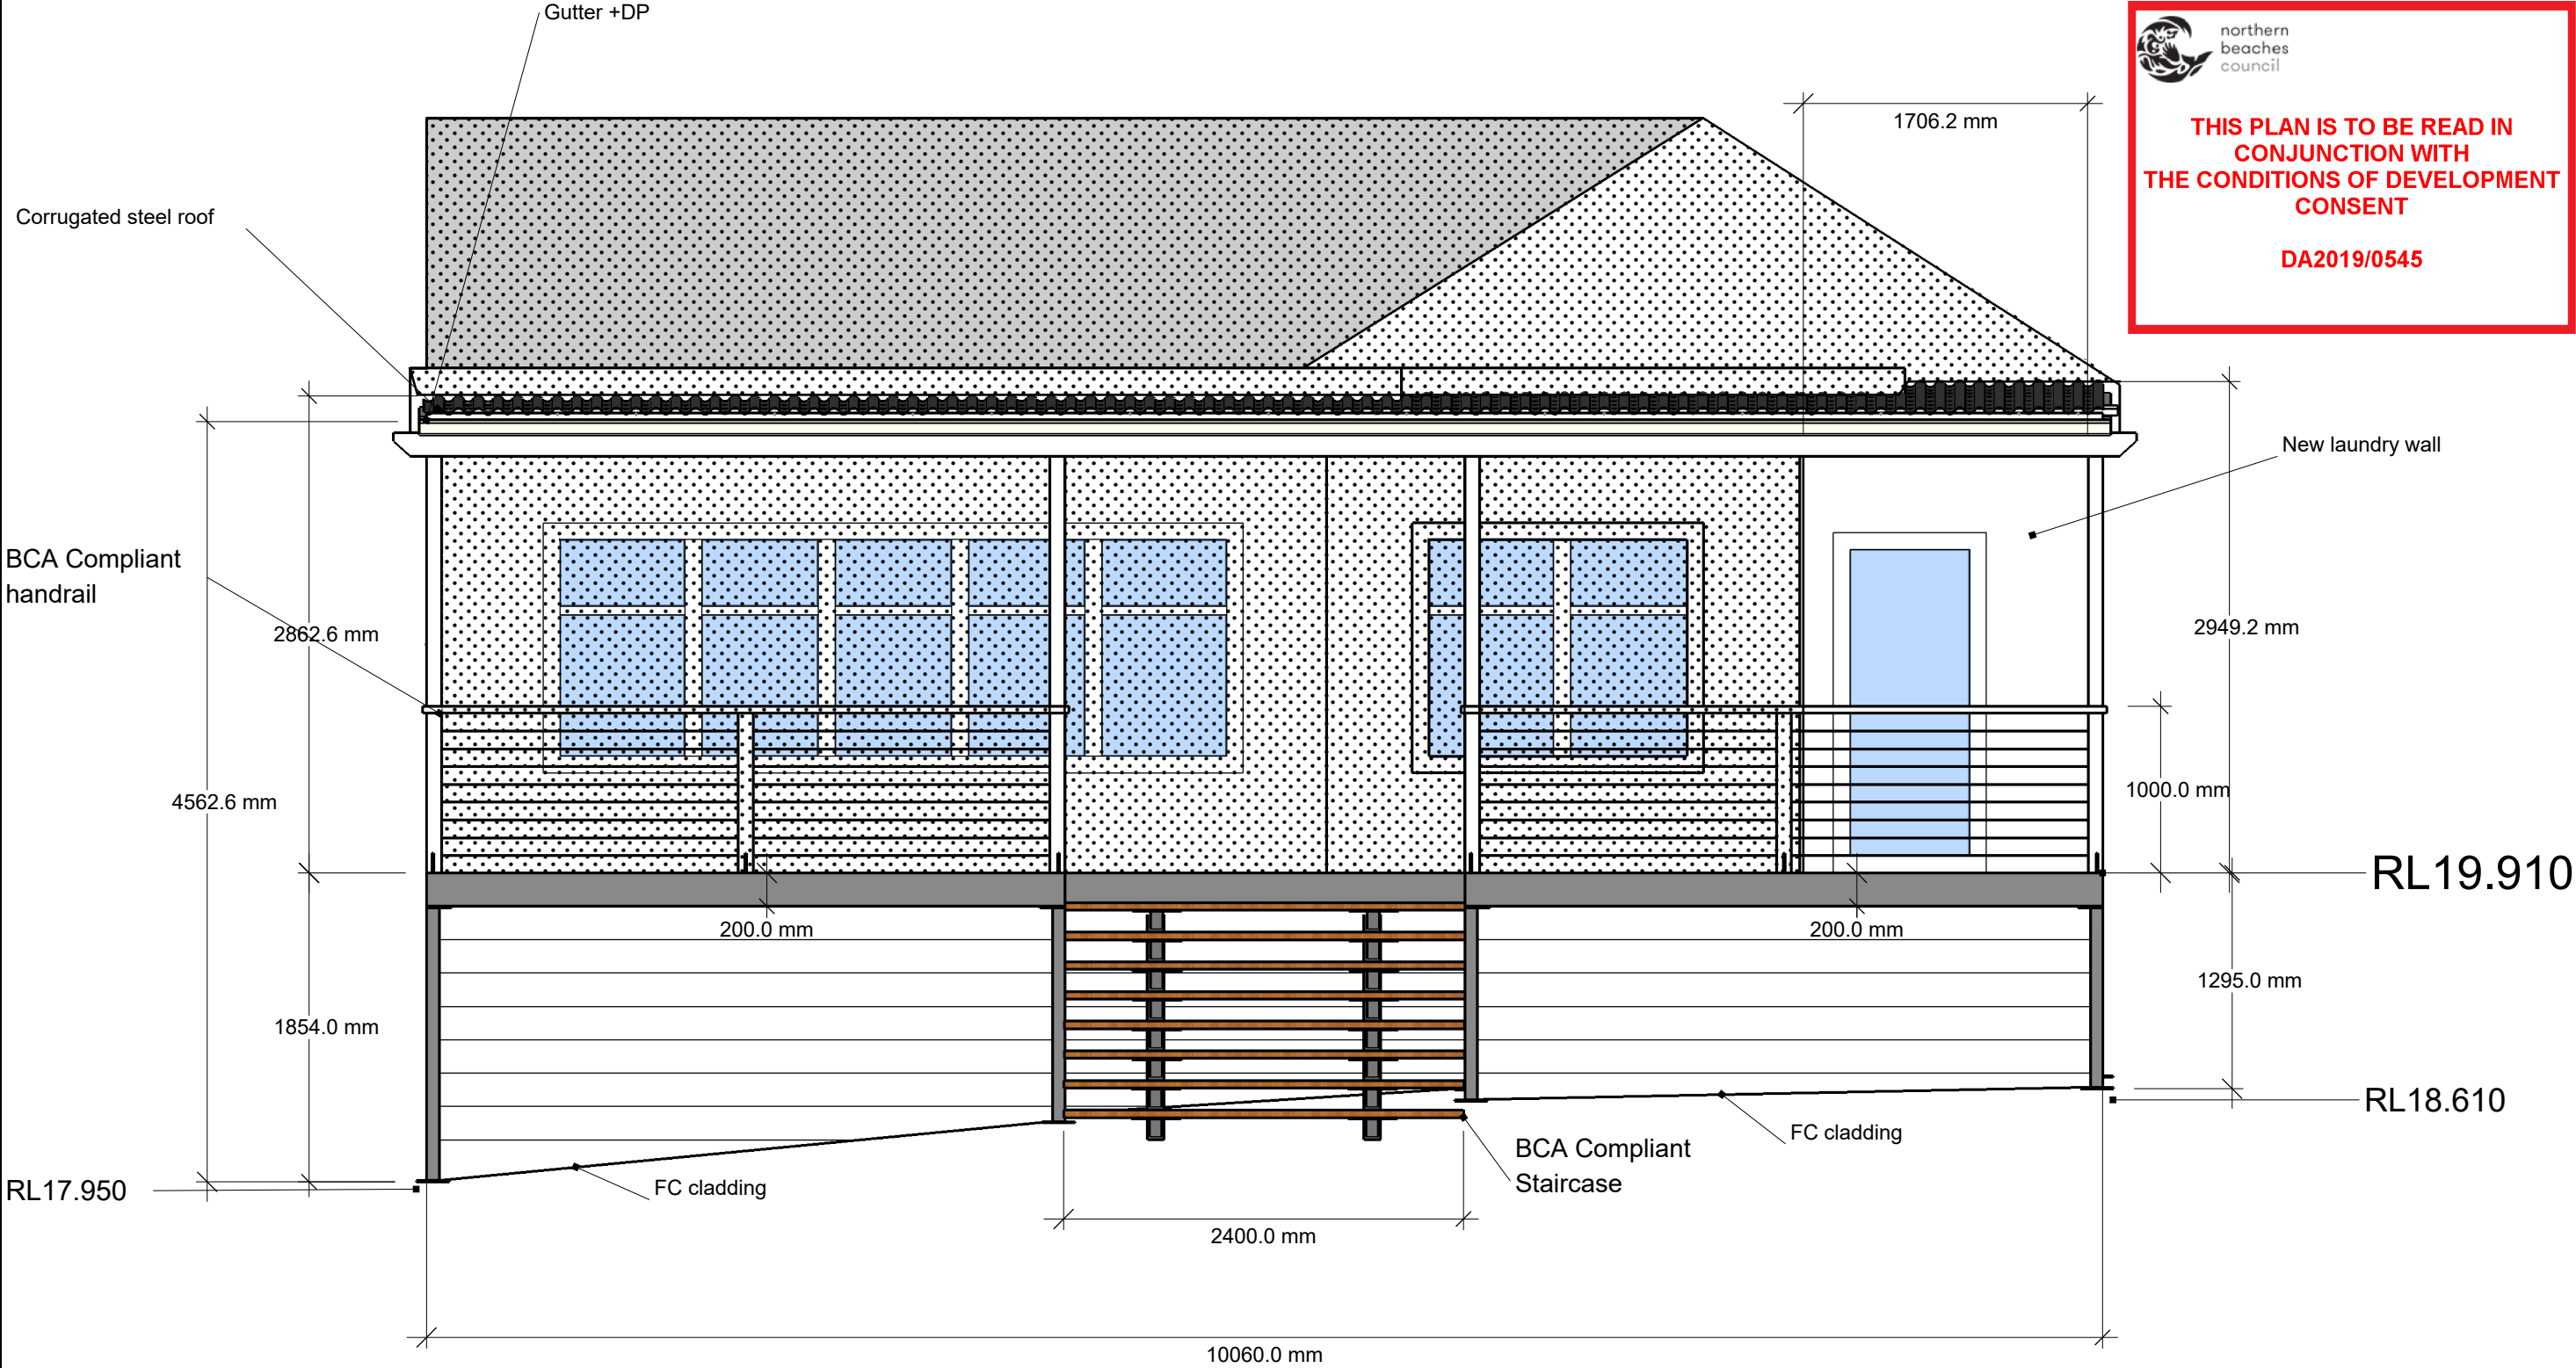 Gutter +DP
northern
beaches
council
THIS PLAN IS TO BE READ IN
CONJUNCTION WITH
THE CONDITIONS OF DEVELOPMENT
CONSENT
DA2019/0545
1706.2 mm
Corrugated steel roof
New laundry wall
BCA Compliant
handrail
2862.6 mm
2949.2 mm
4562.6 mm
1000.0 mm
RL19.910
200.0 mm
200.0 mm
1295.0 mm
1854.0 mm
RL18.610
FC cladding
BCA Compliant
Staircase
FC cladding
RL17.950
2400.0 mm
10060.0 mm